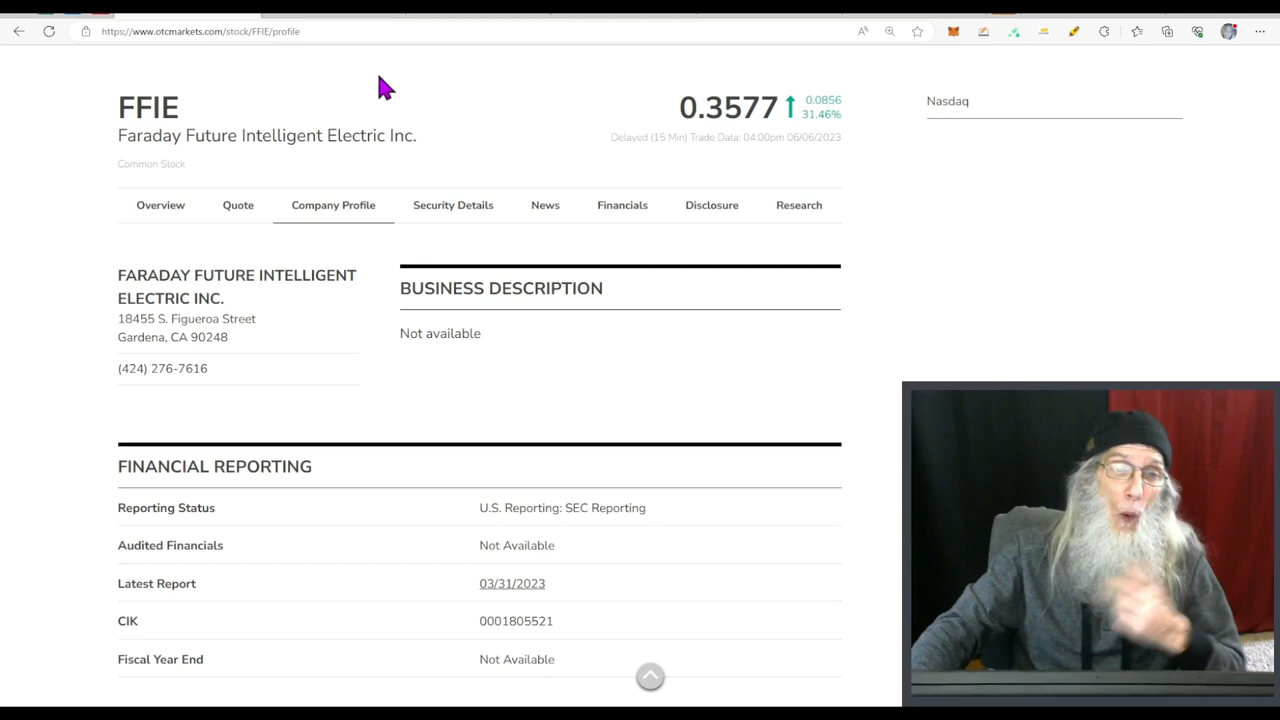 https://www.otcmarkets.com/stock/FFIE/profile
FFIE
0.3577
0.0856
31.46%
Nasdaq
Faraday Future Intelligent Electric Inc.
Delayed (15 Min) Trade Data: 04:00pm 06/06/2023
Common Stock
Overview Quote Company Profile Security Details News Financials Disclosure Research
FARADAY FUTURE INTELLIGENT
ELECTRIC INC.
18455 S. Figueroa Street
Gardena, CA 90248
(424) 276-7616
BUSINESS DESCRIPTION
Not available
FINANCIAL REPORTING
Reporting Status U.S. Reporting: SEC Reporting
Audited Financials Not Available
Latest Report 03/31/2023
CIK 0001805521
Fiscal Year End Not Available